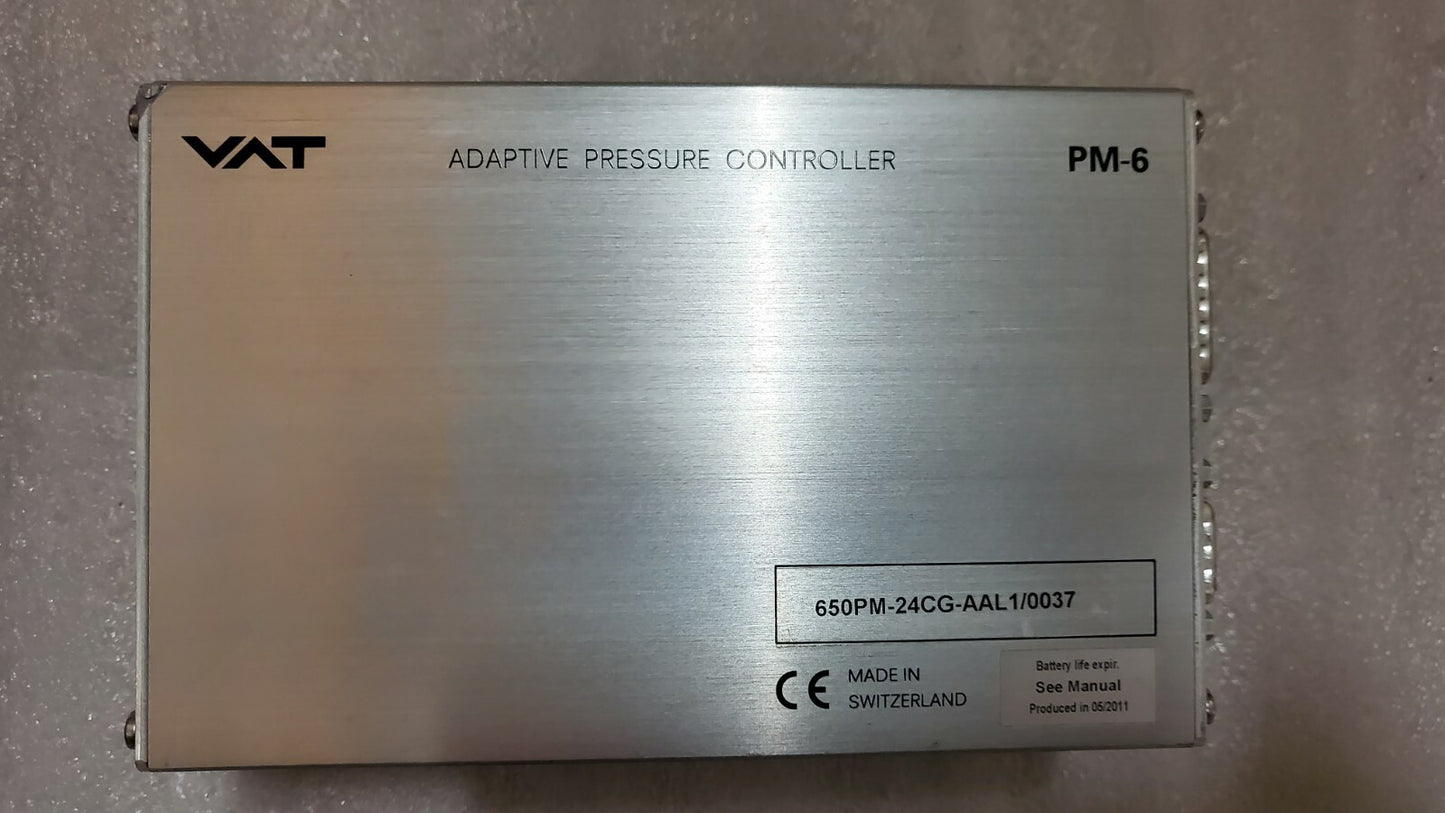 VAT ADAPTIVE PRESSURE CONTROLLER PM-6
650PM-24CG-AAL1/0037
CE MADE IN
SWITZERLAND
Battery life expir.
See Manual
Produced in 05/2011